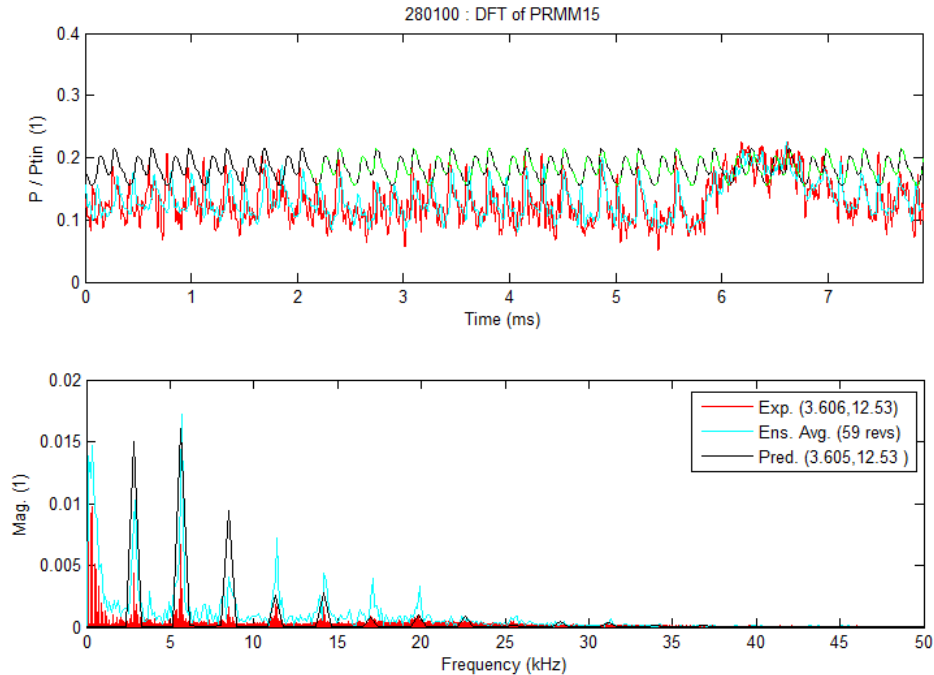 280100 : DFT of PRMM15
0.4
0.3
0.2
0.1
0
P / Ptin (1)
0 1 2 3 4 5 6 7
Time (ms)
0.02
0.015
0.01
0.005
0
Mag. (1)
Exp. (3.606,12.53)
Ens. Avg. (59 revs)
Pred. (3.605,12.53 )
0 5 10 15 20 25 30 35 40 45 50
Frequency (kHz)